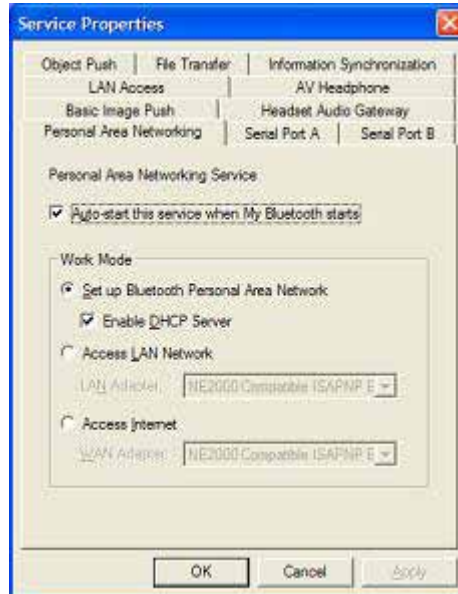 Service Properties
Object Push File Transfer Information Synchronization
LAN Access AV Headphone
Basic Image Push Headset Audio Gateway
Personal Area Networking Serial Port A Serial Port B
Personal Area Networking Service
Auto-start this service when My Bluetooth starts
Work Mode
Set up Bluetooth Personal Area Network
Enable DHCP Server
Access LAN Network
LAN Adapter: NE2000 Compatible ISAPNP E
Access Internet
WAN Adapter: NE2000 Compatible ISAPNP E
OK Cancel Apply